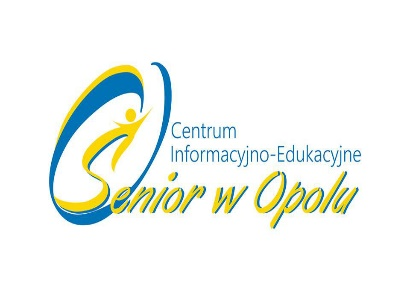 Centrum
Informacyjno-Edukacyjne
Senior w Opolu